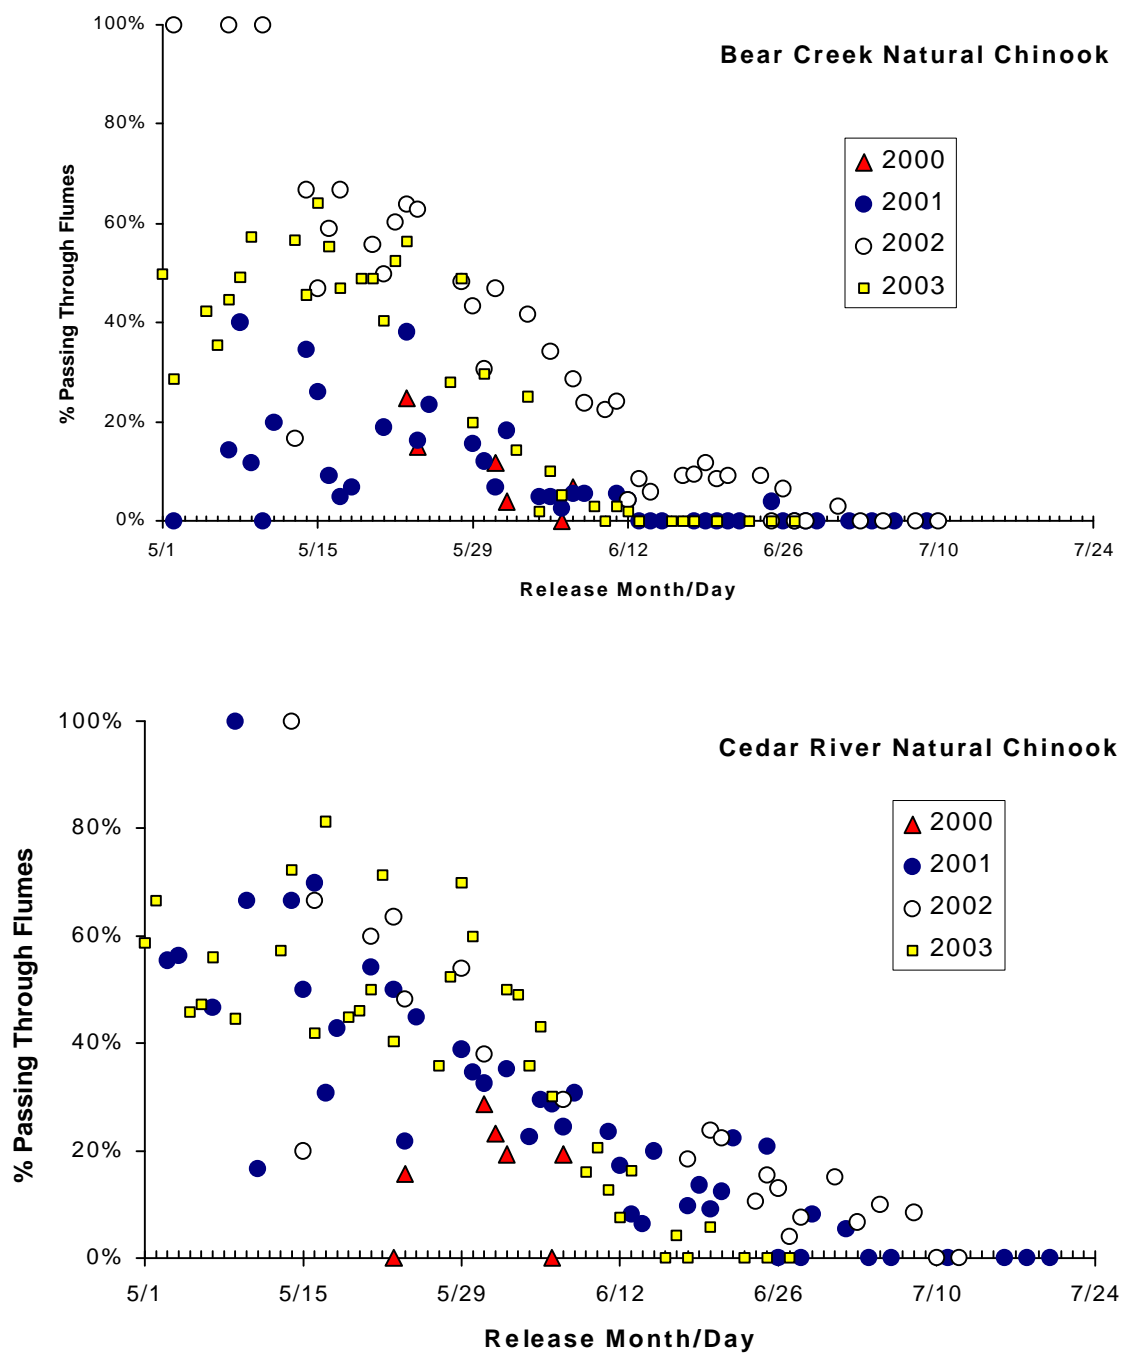 100%
Bear Creek Natural Chinook
80%
60%
40%
20%
0%
% Passing Through Flumes
2000
2001
2002
2003
5/1 5/15 5/29 6/12 6/26 7/10 7/24
Release Month/Day
100%
Cedar River Natural Chinook
80%
60%
40%
20%
0%
% Passing Through Flumes
2000
2001
2002
2003
5/1 5/15 5/29 6/12 6/26 7/10 7/24
Release Month/Day